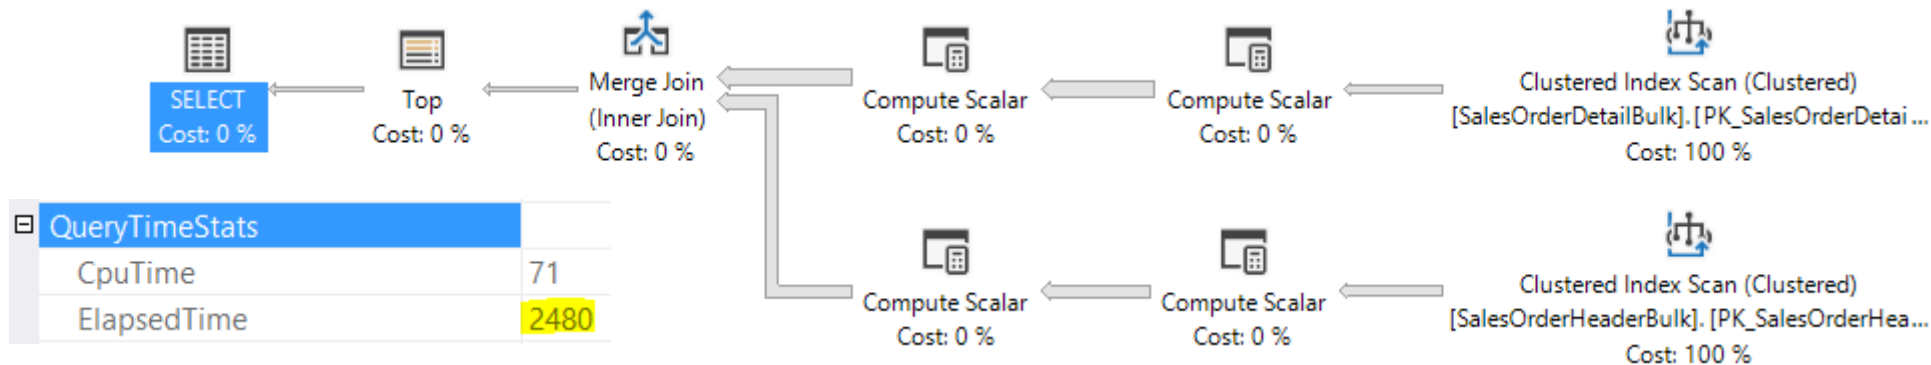 SELECT
Cost: 0 %
Top
Cost: 0 %
Merge Join
(Inner Join)
Cost: 0 %
Compute Scalar
Cost: 0 %
Compute Scalar
Cost: 0 %
Clustered Index Scan (Clustered)
[SalesOrderDetailBulk].[PK_SalesOrderDetai...
Cost: 100 %
QueryTimeStats
CpuTime 71
ElapsedTime 2480
Compute Scalar
Cost: 0 %
Compute Scalar
Cost: 0 %
Clustered Index Scan (Clustered)
[SalesOrderHeaderBulk].[PK_SalesOrderHea...
Cost: 100 %